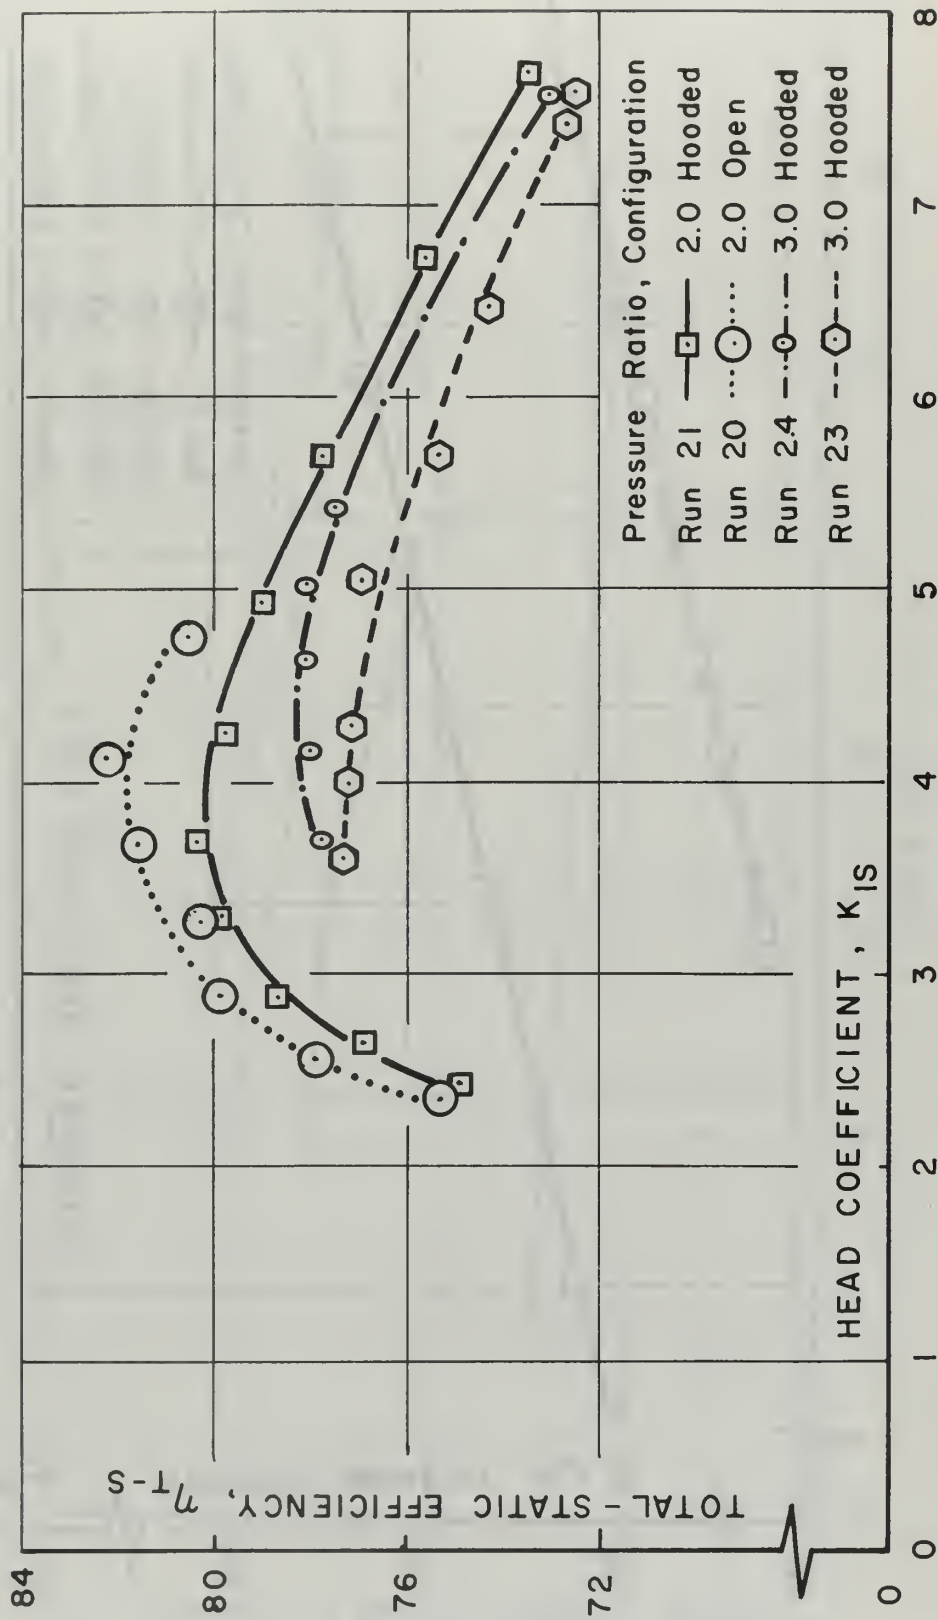 84
80
76
72
0
TOTAL-STATIC EFFICIENCY, η T-S
Pressure Ratio, Configuration
Run 21 2.0 Hooded
Run 20 2.0 Open
Run 24 3.0 Hooded
Run 23 3.0 Hooded
HEAD COEFFICIENT, K IS
0 1 2 3 4 5 6 7 8